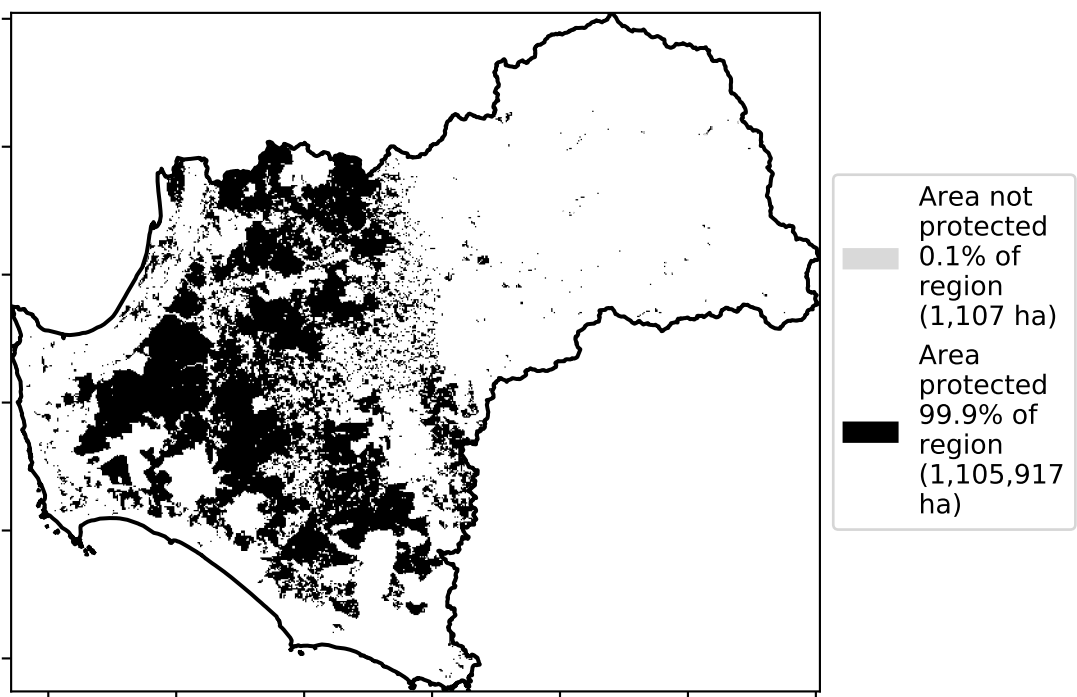 Area not
protected
0.1% of
region
(1,107 ha)
Area
protected
99.9% of
region
(1,105,917
ha)